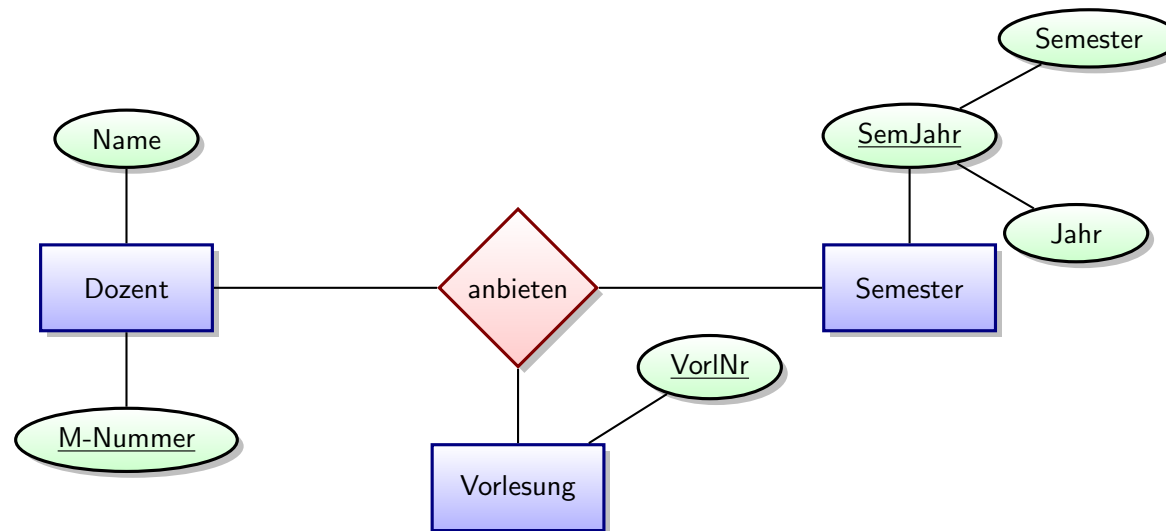 Semester
Name
SemJahr
Jahr
Dozent
anbieten
Semester
VorlNr
M-Nummer
Vorlesung